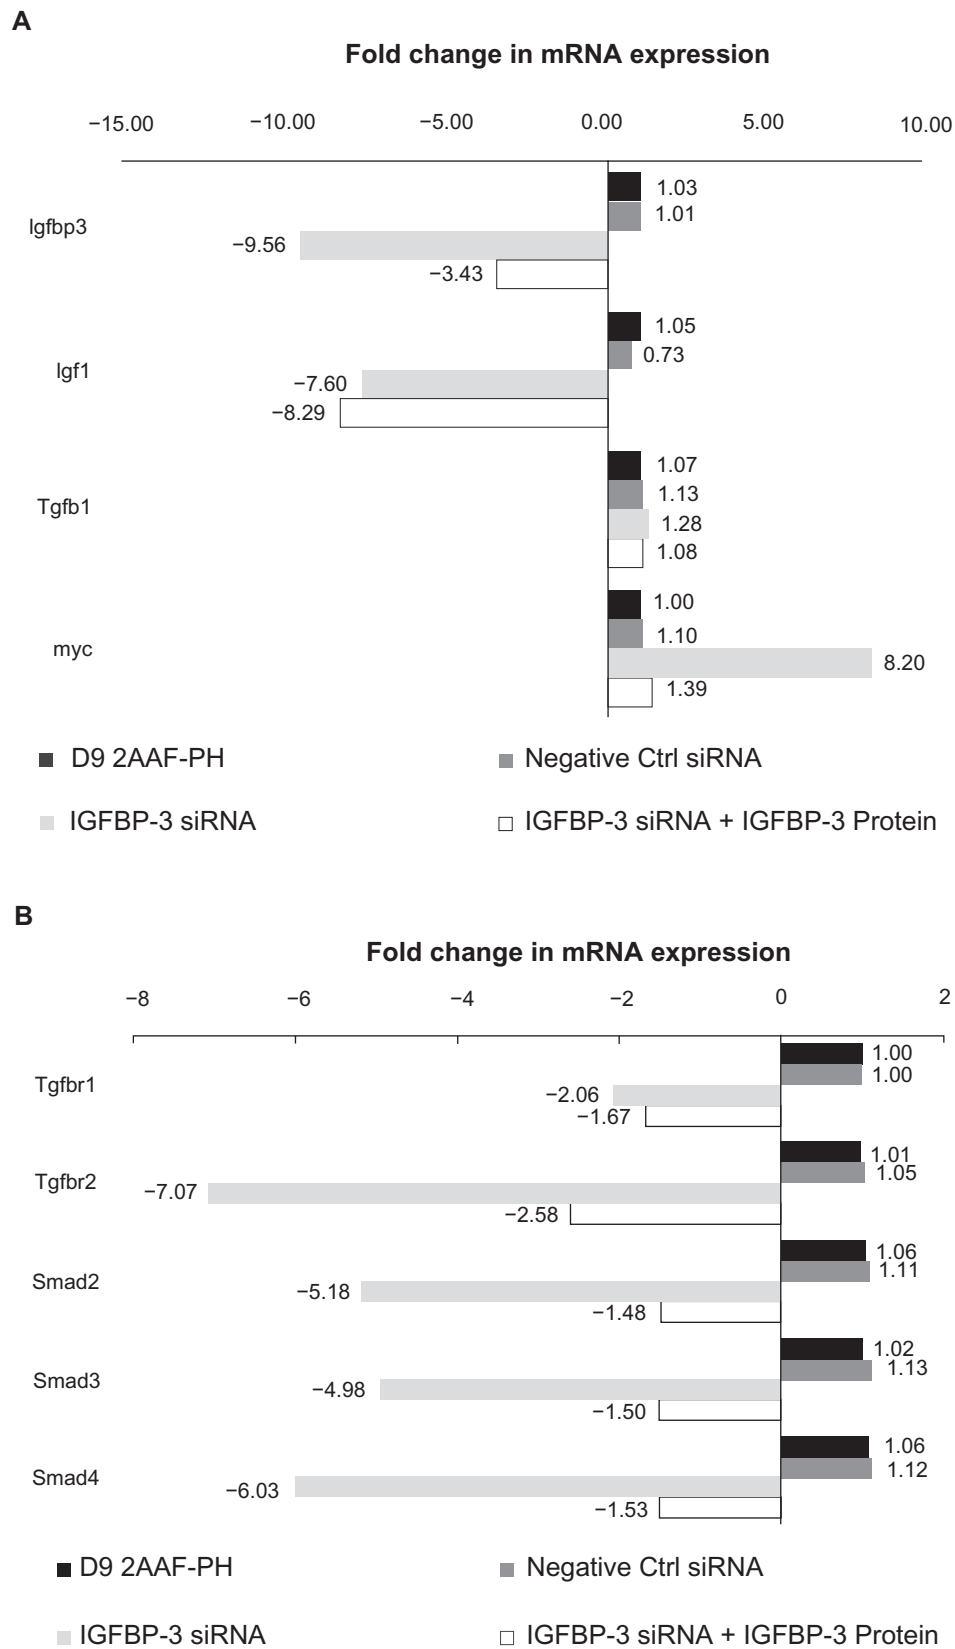 A
Fold change in mRNA expression
−15.00 −10.00 −5.00 0.00 5.00 10.00
1.03
Igfbp3
1.01
−9.56
−3.43
1.05
Igf1
0.73
−7.60
−8.29
1.07
Tgfb1
1.13
1.28
1.08
1.00
myc
1.10
8.20
1.39
D9 2AAF-PH Negative Ctrl siRNA
IGFBP-3 siRNA IGFBP-3 siRNA + IGFBP-3 Protein
B
Fold change in mRNA expression
−8 −6 −4 −2 0 2
1.00
Tgfbr1
1.00
−2.06
−1.67
1.01
Tgfbr2
1.05
−7.07
−2.58
1.06
Smad2
1.11
−5.18
−1.48
1.02
Smad3
1.13
−4.98
−1.50
1.06
Smad4
1.12
−6.03
−1.53
D9 2AAF-PH Negative Ctrl siRNA
IGFBP-3 siRNA IGFBP-3 siRNA + IGFBP-3 Protein